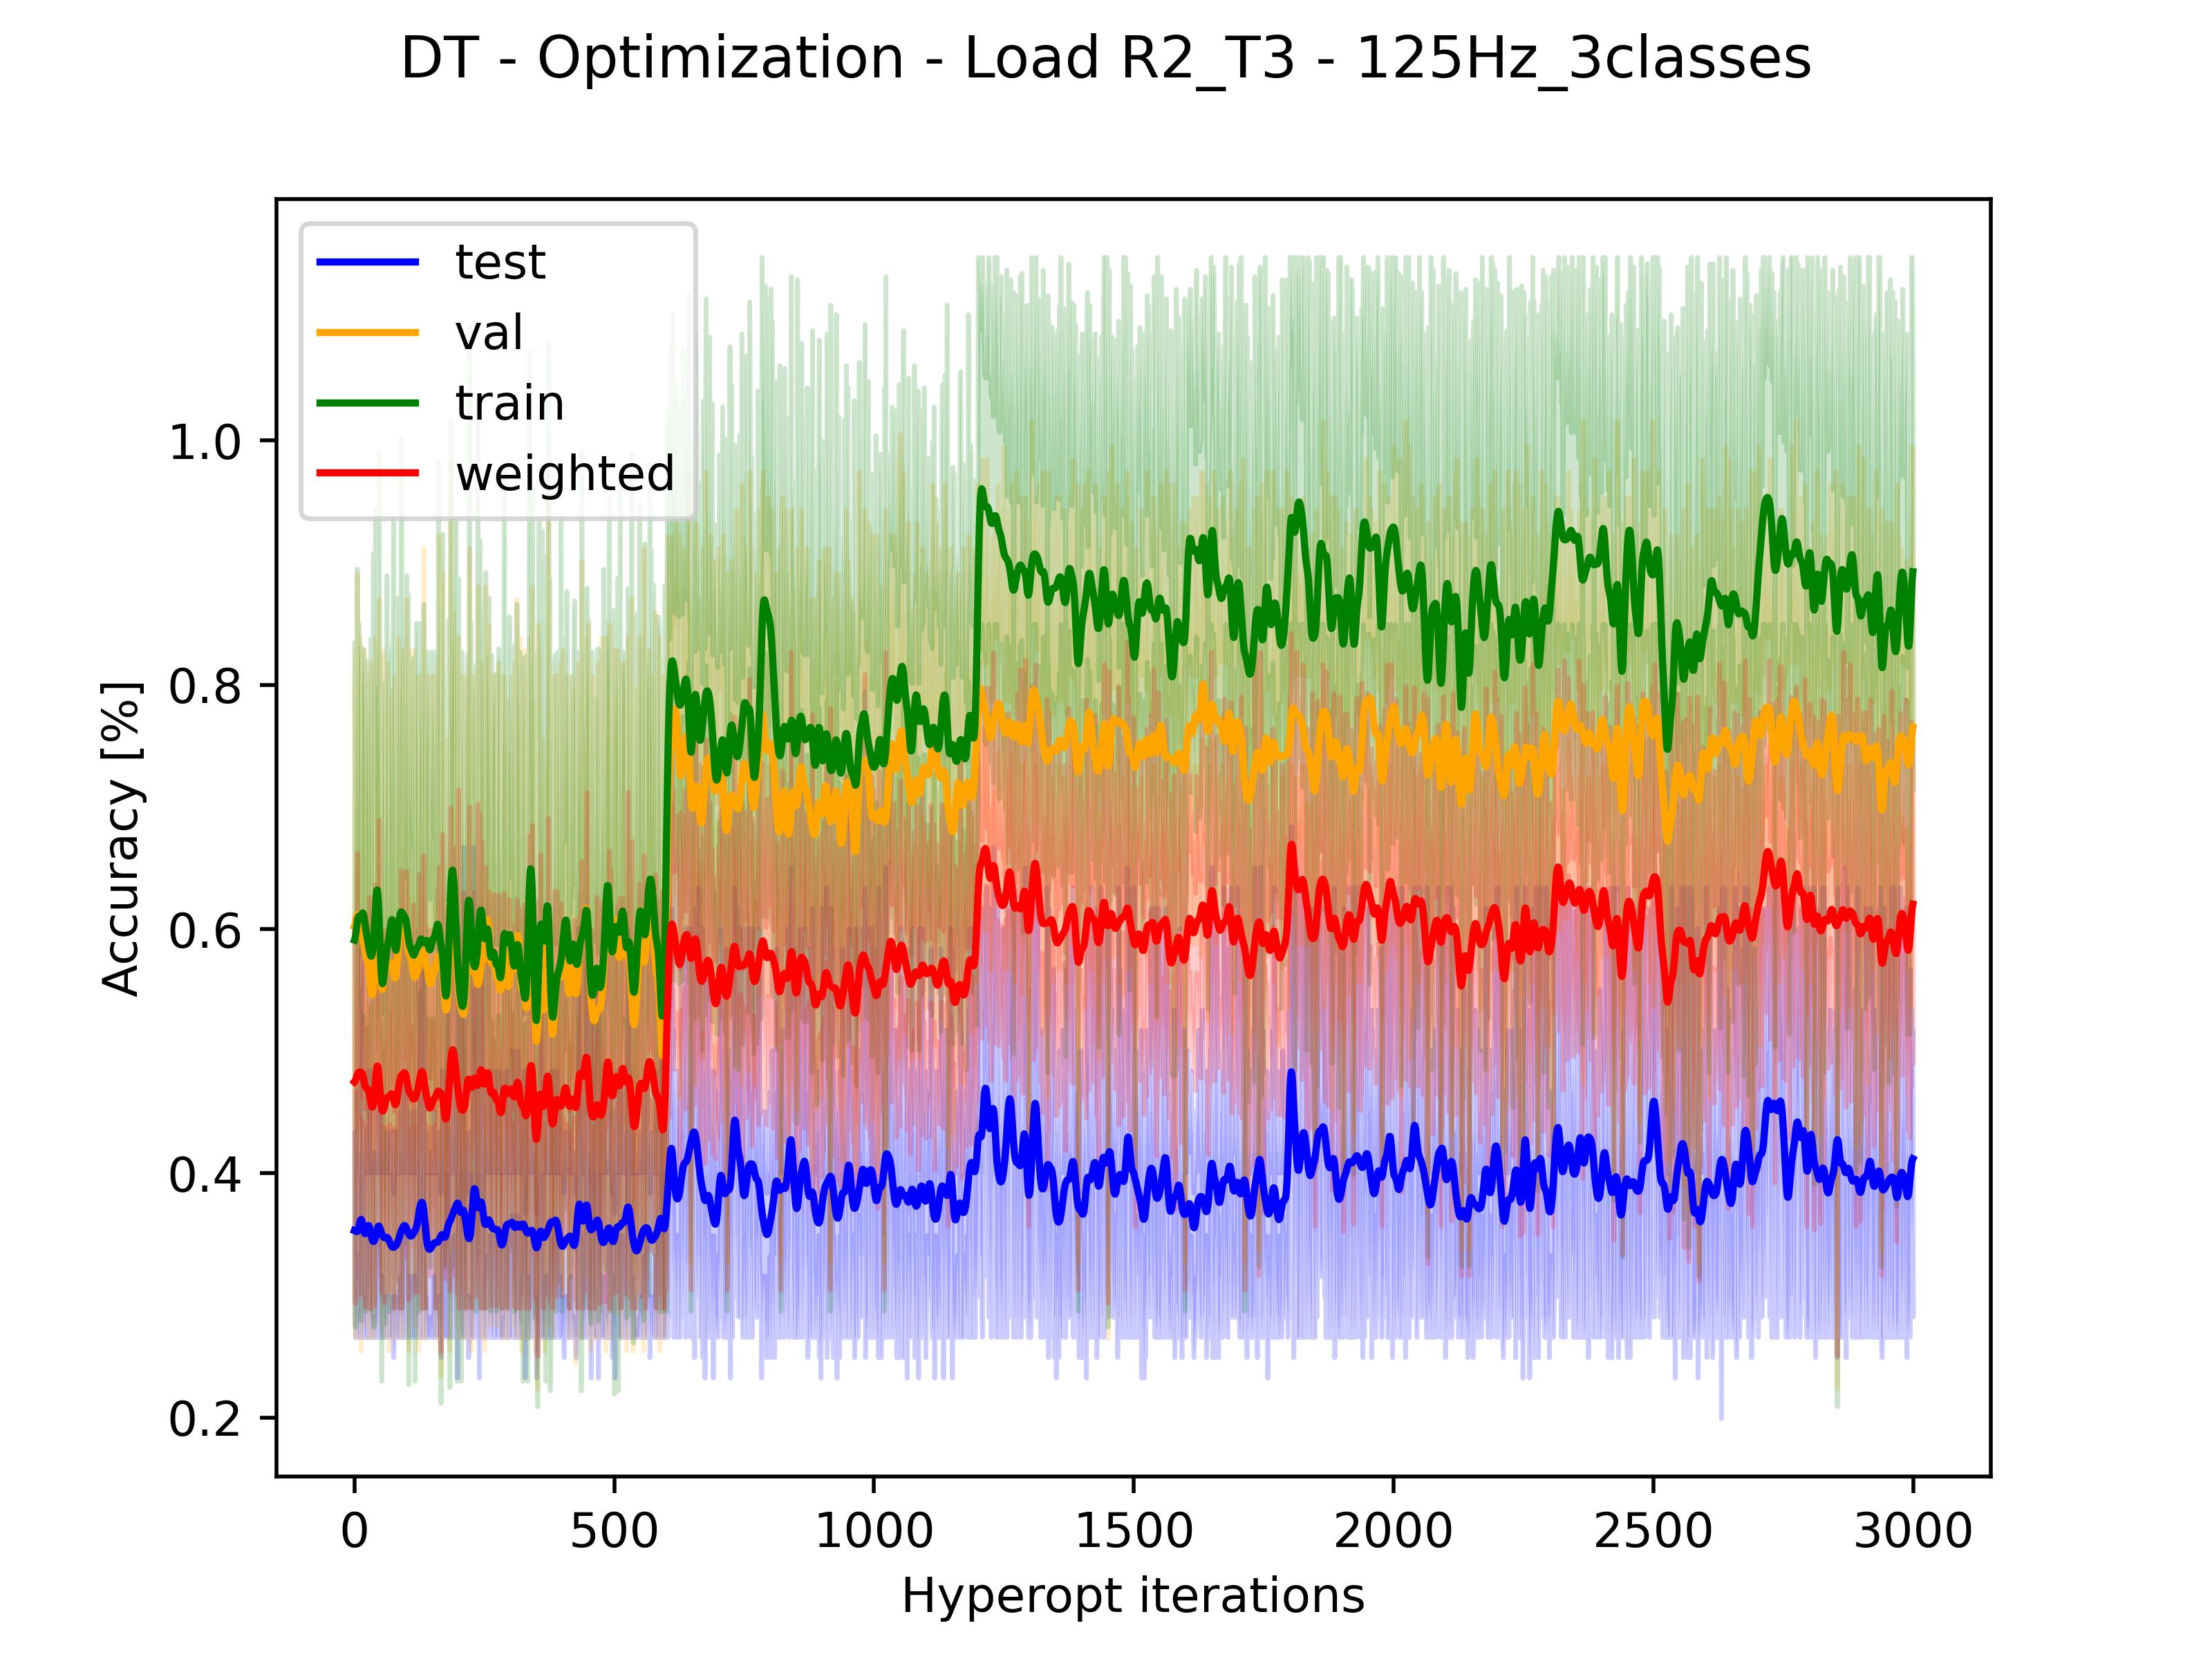 DT - Optimization - Load R2_T3 - 125Hz_3classes
test
val
train
weighted
Accuracy [%]
1.0
0.8
0.6
0.4
0.2
0 500 1000 1500 2000 2500 3000
Hyperopt iterations